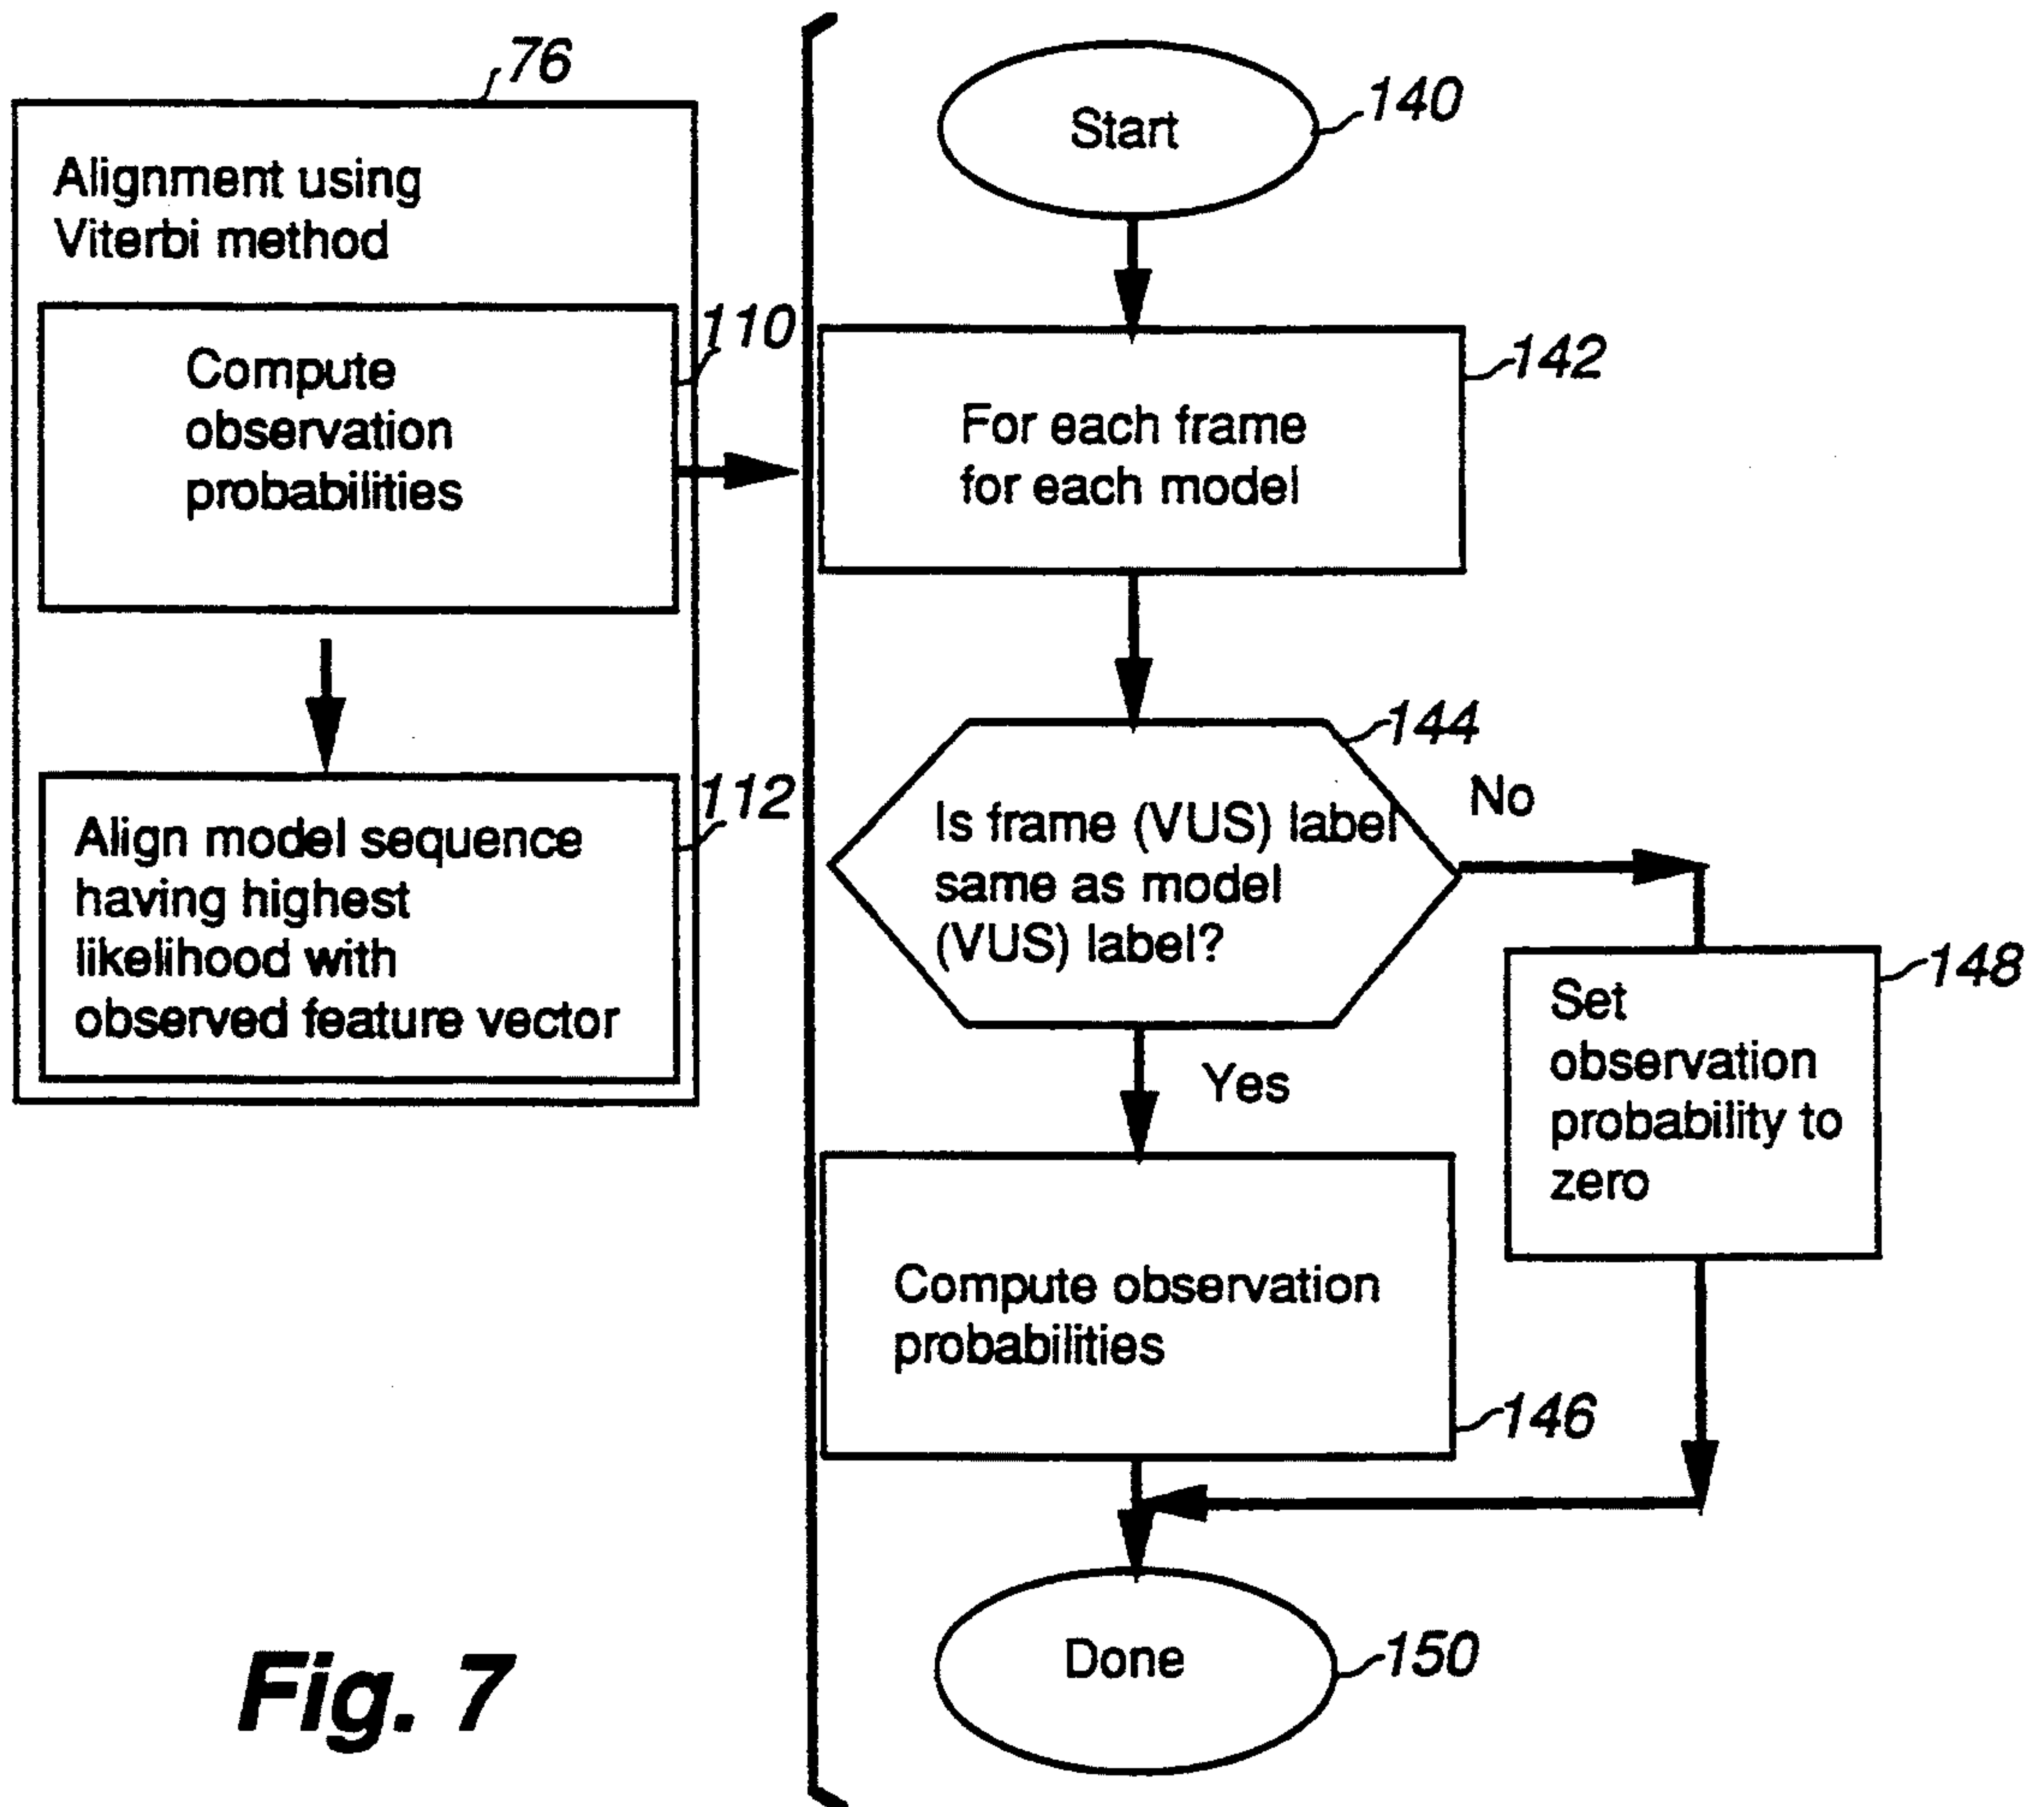 76
Alignment using
Viterbi method
110
Compute
observation
probabilities
112
Align model sequence
having highest
likelihood with
observed feature vector
Start
140
142
For each frame
for each model
144
No
Is frame (VUS) label
same as model
(VUS) label?
148
Set
observation
probability to
zero
Yes
Compute observation
probabilities
146
Done
150
Fig. 7